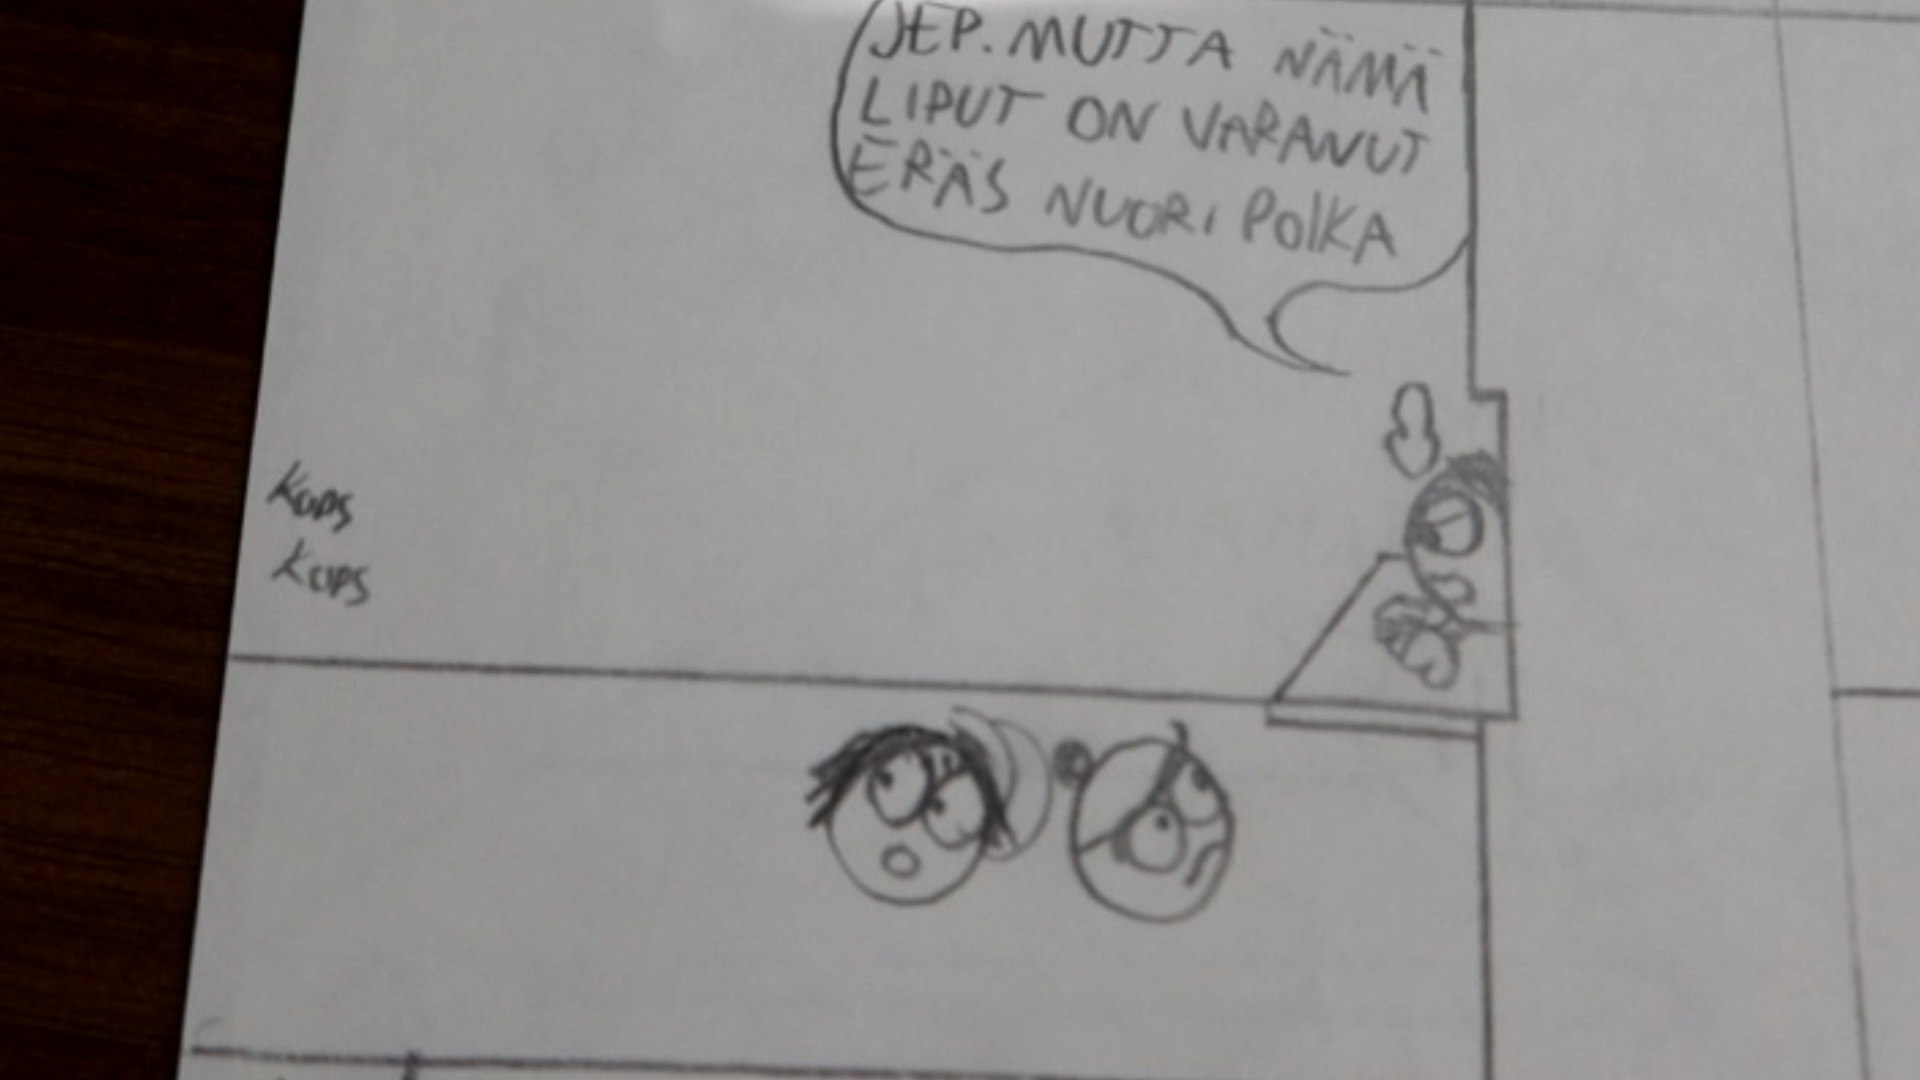 JEP. MUTTA NÄMÄ
LIPUT ON VARANUT
ERÄS NUORI POIKA
KOPS
KOPS